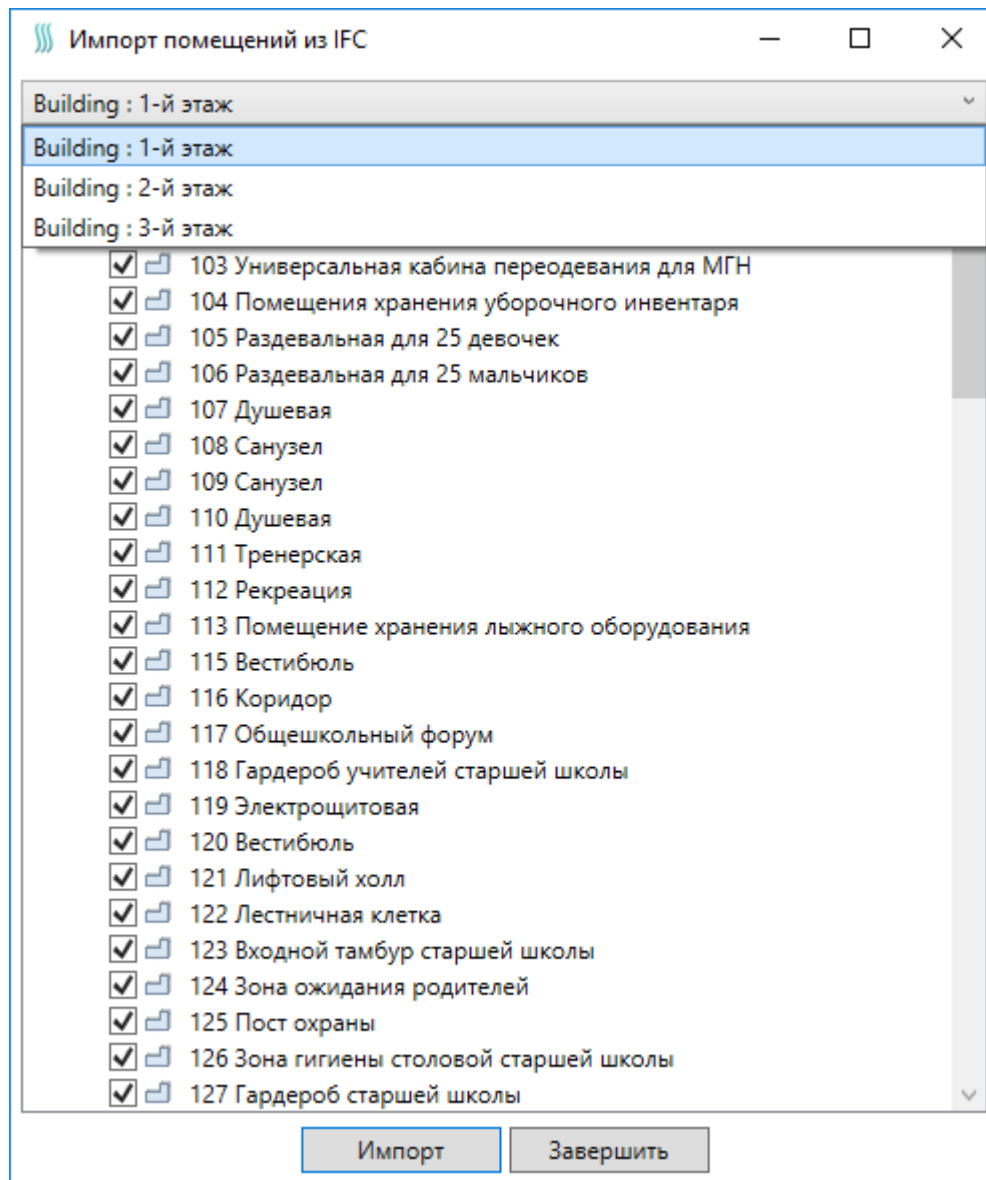 Импорт помещений из IFC
Building : 1-й этаж
Building : 1-й этаж
Building : 2-й этаж
Building : 3-й этаж
103 Универсальная кабина переодевания для МГН
104 Помещения хранения уборочного инвентаря
105 Раздевальная для 25 девочек
106 Раздевальная для 25 мальчиков
107 Душевая
108 Санузел
109 Санузел
110 Душевая
111 Тренерская
112 Рекреация
113 Помещение хранения лыжного оборудования
115 Вестибюль
116 Коридор
117 Общешкольный форум
118 Гардероб учителей старшей школы
119 Электрощитовая
120 Вестибюль
121 Лифтовый холл
122 Лестничная клетка
123 Входной тамбур старшей школы
124 Зона ожидания родителей
125 Пост охраны
126 Зона гигиены столовой старшей школы
127 Гардероб старшей школы
Импорт Завершить